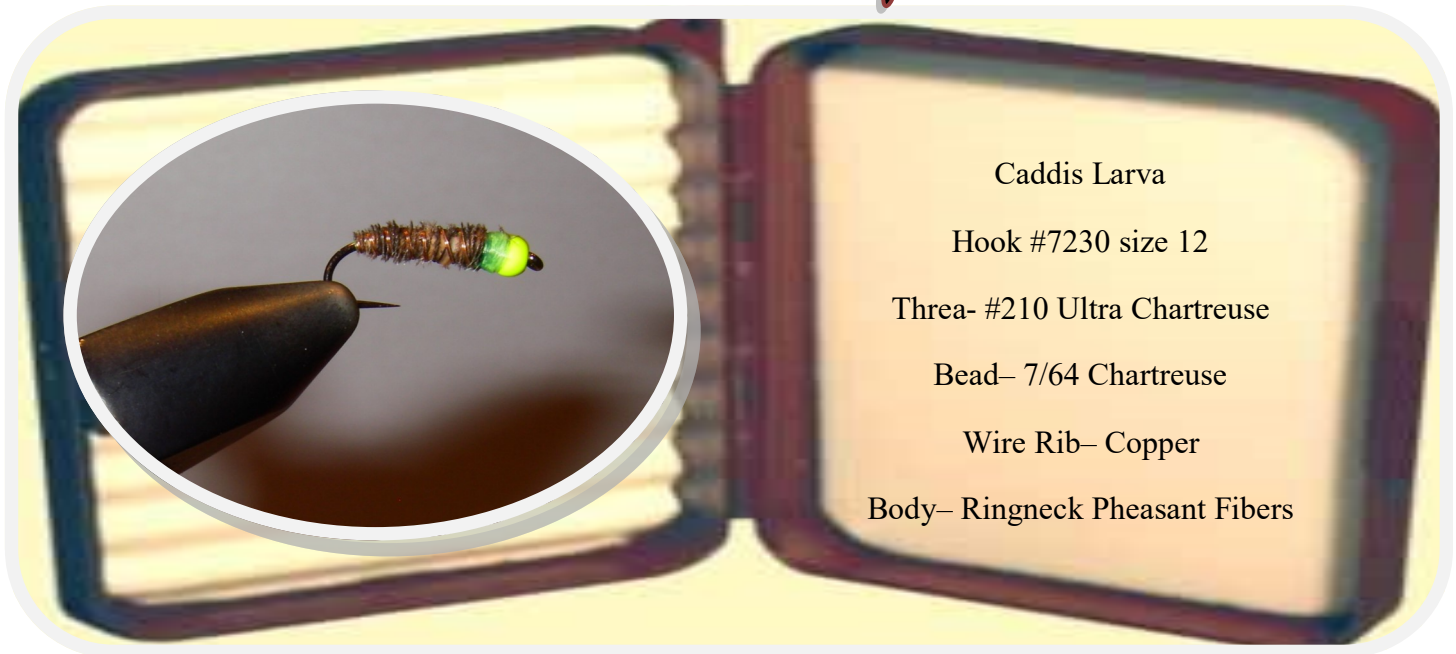 Caddis Larva
Hook #7230 size 12
Threa- #210 Ultra Chartreuse
Bead– 7/64 Chartreuse
Wire Rib– Copper
Body– Ringneck Pheasant Fibers